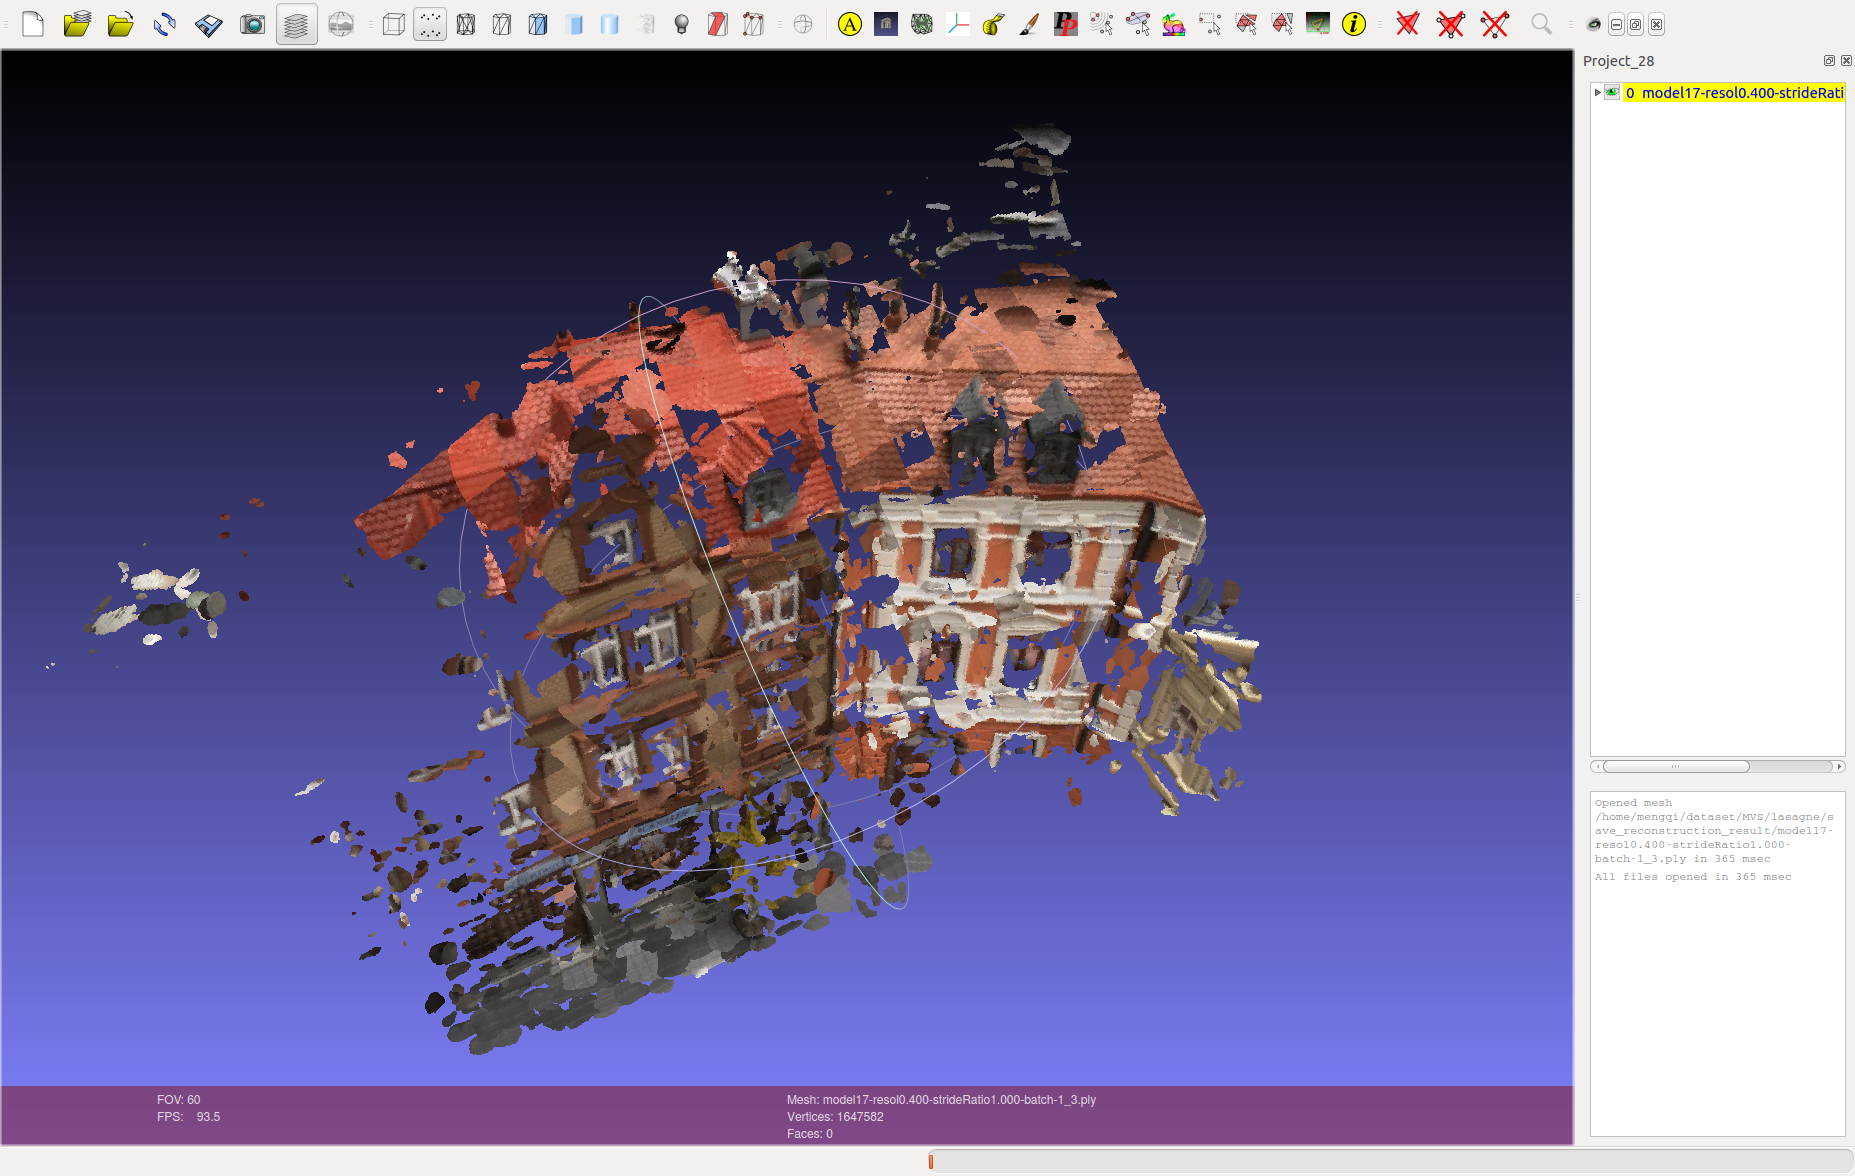 A
PP
i
Project_28
0 model17-resol0.400-strideRati
Opened mesh
/home/mengqi/dataset/MVS/lasagne/s
ave_reconstruction_result/model17-
resol0.400-strideRatio1.000-
batch-1_3.ply in 365 msec
All files opened in 365 msec
FOV: 60
FPS: 93.5
Mesh: model17-resol0.400-strideRatio1.000-batch-1_3.ply
Vertices: 1647582
Faces: 0